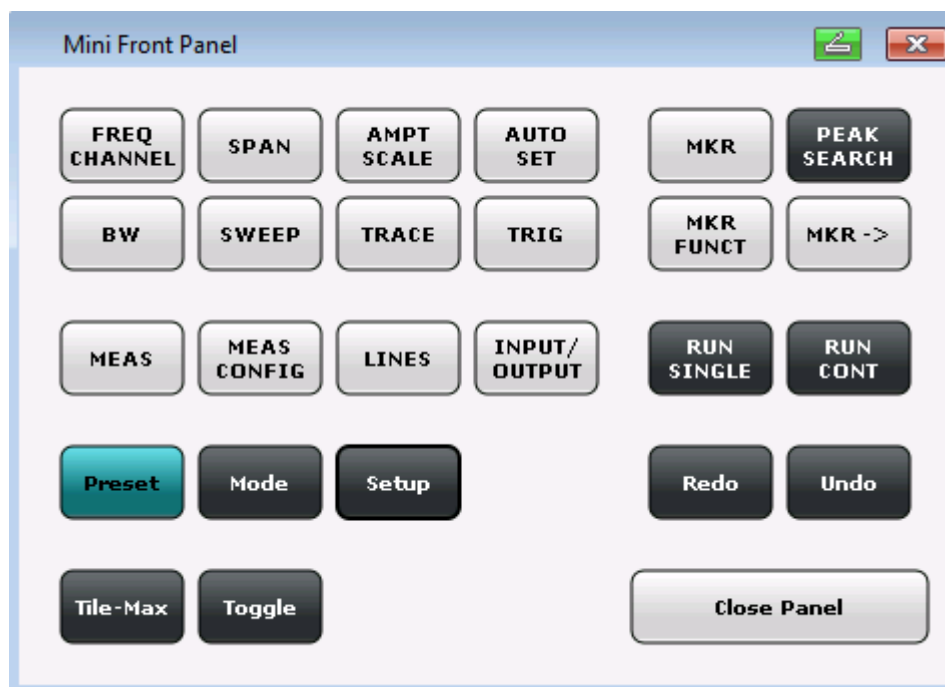 Mini Front Panel
FREQ
CHANNEL
SPAN
AMPT
SCALE
AUTO
SET
MKR
PEAK
SEARCH
BW
SWEEP
TRACE
TRIG
MKR
FUNCT
MKR ->
MEAS
MEAS
CONFIG
LINES
INPUT/
OUTPUT
RUN
SINGLE
RUN
CONT
Preset
Mode
Setup
Redo
Undo
Tile-Max
Toggle
Close Panel